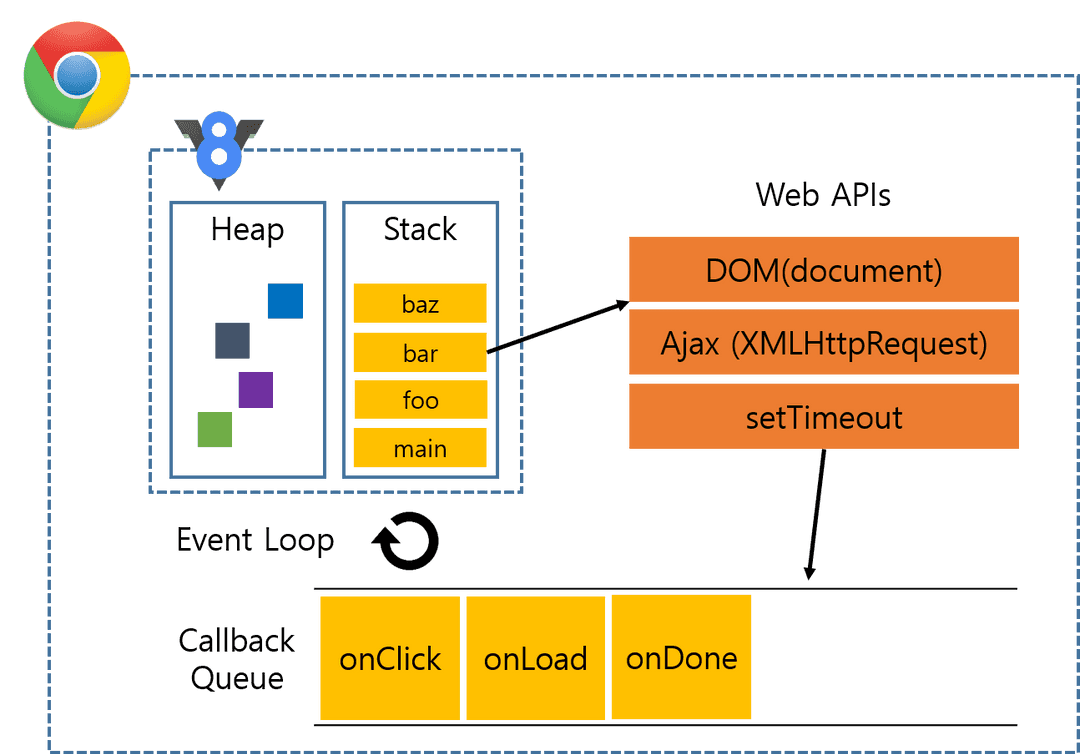 Heap
Stack
baz
bar
foo
main
Web APIs
DOM(document)
Ajax (XMLHttpRequest)
setTimeout
Event Loop
Callback
Queue
onClick
onLoad
onDone